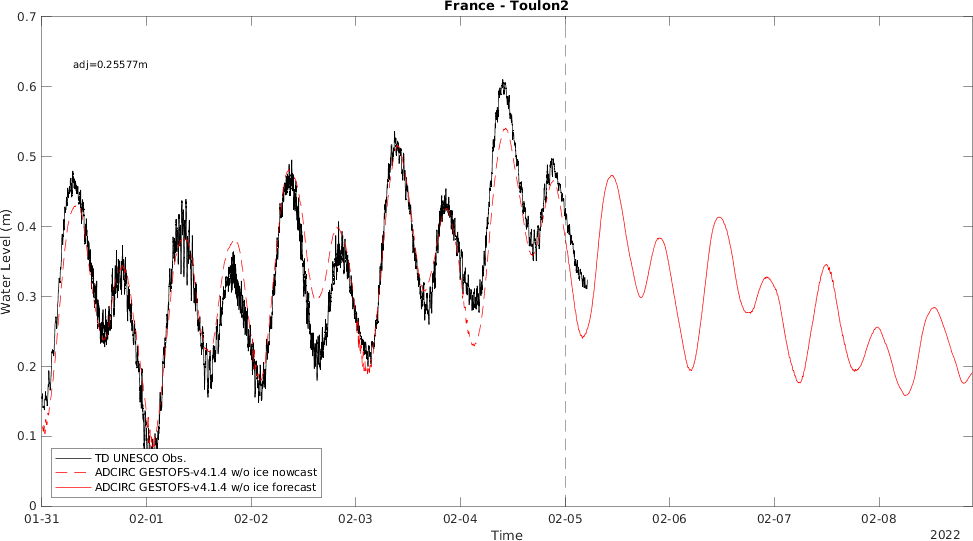 France - Toulon2
adj=0.25577m
Water Level (m)
0.7
0.6
0.5
0.4
0.3
0.2
0.1
0
TD UNESCO Obs.
ADCIRC GESTOFS-v4.1.4 w/o ice nowcast
ADCIRC GESTOFS-v4.1.4 w/o ice forecast
01-31 02-01 02-02 02-03 02-04 02-05 02-06 02-07 02-08
Time
2022